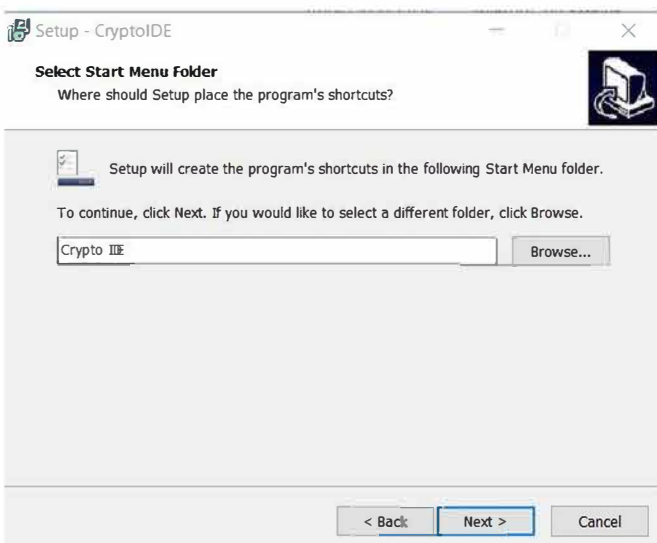 Setup - CryptoIDE
Select Start Menu Folder
Where should Setup place the program's shortcuts?
Setup will create the program's shortcuts in the following Start Menu folder.
To continue, click Next. If you would like to select a different folder, click Browse.
Crypto IDE
Browse...
< Back
Next >
Cancel